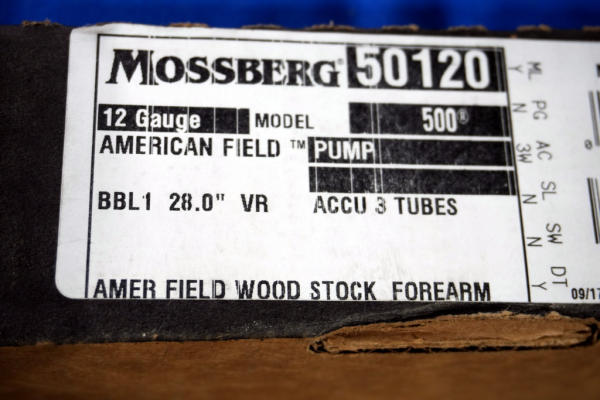 MOSSBERG® 50120
12 Gauge MODEL 500®
AMERICAN FIELD ™ PUMP
BBL1 28.0" VR ACCU 3 TUBES
AMER FIELD WOOD STOCK FOREARM
ML PG AC SL SW DT
Y N 3W N N Y
09/17